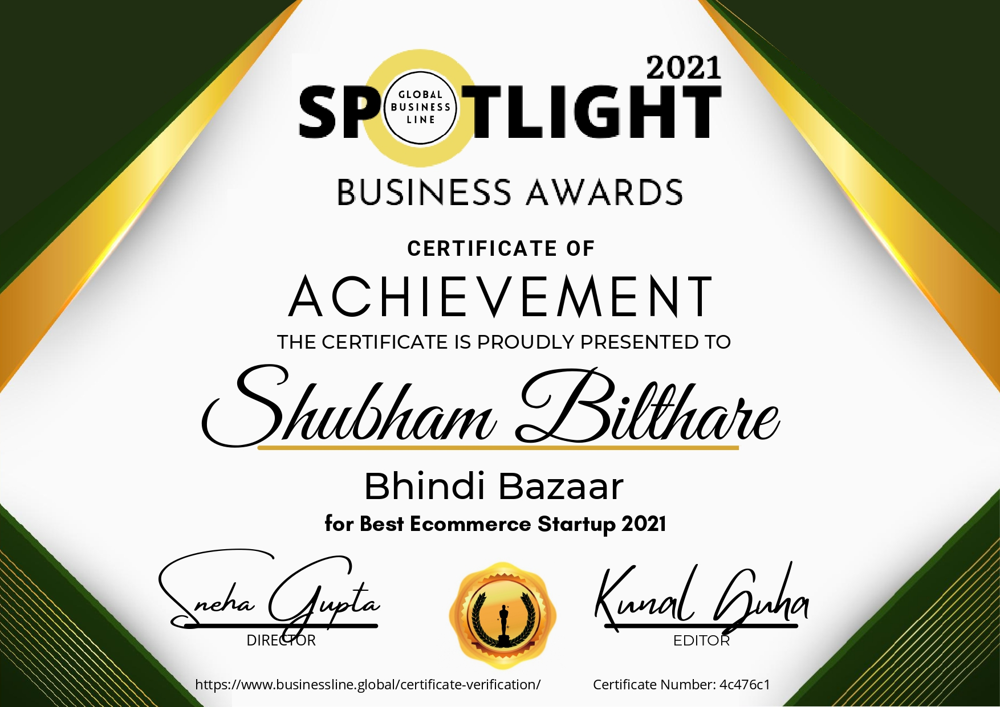 2021
SPOTLIGHT
GLOBAL
BUSINESS
LINE
BUSINESS AWARDS
CERTIFICATE OF
ACHIEVEMENT
THE CERTIFICATE IS PROUDLY PRESENTED TO
Shubham Bilthare
Bhindi Bazaar
for Best Ecommerce Startup 2021
Sneha Gupta
DIRECTOR
Kunal Guha
EDITOR
https://www.businessline.global/certificate-verification/
Certificate Number: 4c476c1